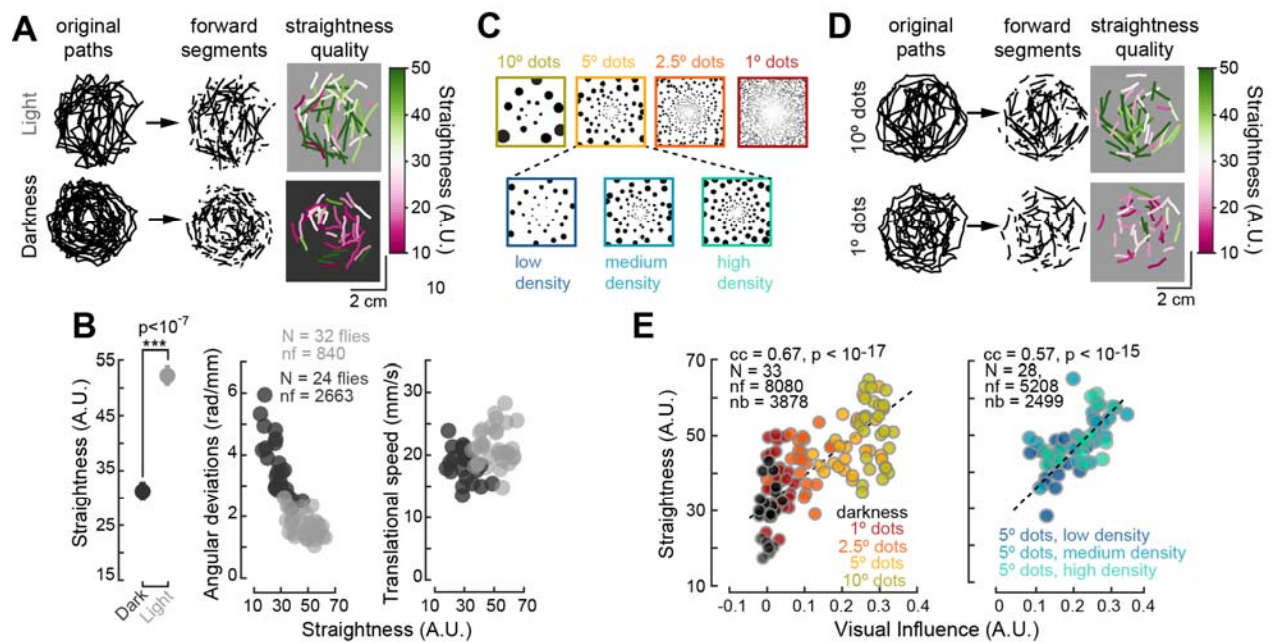 A
original paths
forward segments
straightness quality
Light
Darkness
50
40
30
20
10
Straightness (A.U.)
2 cm
10
B
p<10-7
***
Straightness (A.U.)
55
45
35
25
15
Dark
Light
N = 32 flies
nf = 840
N = 24 flies
nf = 2663
Angular deviations (rad/mm)
6
4
2
0
10 30 50 70
Translational speed (mm/s)
40
30
20
10
0
10 30 50 70
Straightness (A.U.)
C
10º dots
5º dots
2.5º dots
1º dots
low density
medium density
high density
D
original paths
forward segments
straightness quality
10º dots
1º dots
50
40
30
20
10
Straightness (A.U.)
2 cm
E
cc = 0.67, p < 10-17
N = 33
nf = 8080
nb = 3878
Straightness (A.U.)
70
50
30
10
darkness
1º dots
2.5º dots
5º dots
10º dots
-0.1 0 0.1 0.2 0.3 0.4
cc = 0.57, p < 10-15
N = 28,
nf = 5208
nb = 2499
5º dots, low density
5º dots, medium density
5º dots, high density
0 0.1 0.2 0.3 0.4
Visual Influence (A.U.)